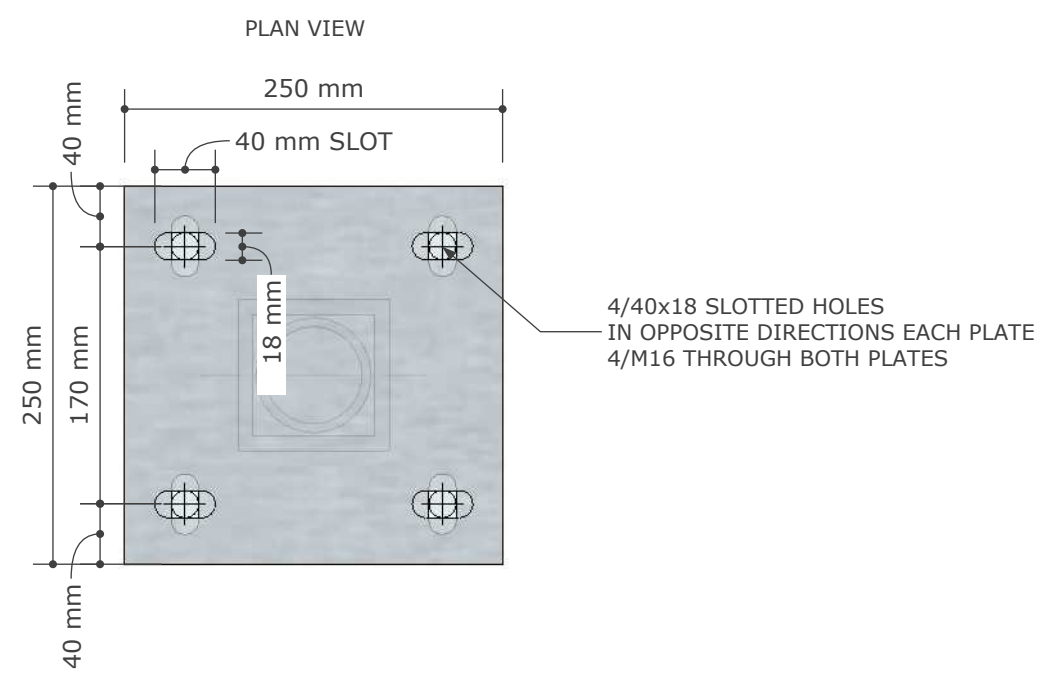 PLAN VIEW
250 mm
40 mm SLOT
40 mm
18 mm
250 mm
170 mm
40 mm
4/40x18 SLOTTED HOLES
IN OPPOSITE DIRECTIONS EACH PLATE
4/M16 THROUGH BOTH PLATES